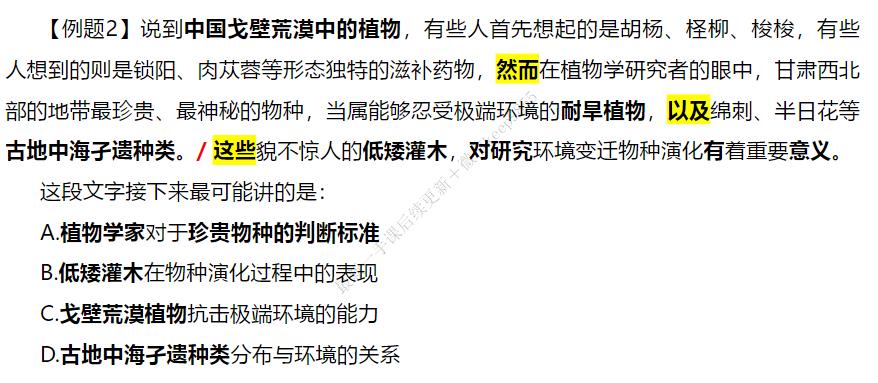 【例题2】说到中国戈壁荒漠中的植物，有些人首先想起的是胡杨、柽柳、梭梭，有些
人想到的则是锁阳、肉苁蓉等形态独特的滋补药物，然而在植物学研究者的眼中，甘肃西北
部的地带最珍贵、最神秘的物种，当属能够忍受极端环境的耐旱植物，以及绵刺、半日花等
古地中海孑遗种类。/ 这些貌不惊人的低矮灌木，对研究环境变迁物种演化有着重要意义。
这段文字接下来最可能讲的是：
A.植物学家对于珍贵物种的判断标准
B.低矮灌木在物种演化过程中的表现
C.戈壁荒漠植物抗击极端环境的能力
D.古地中海孑遗种类分布与环境的关系